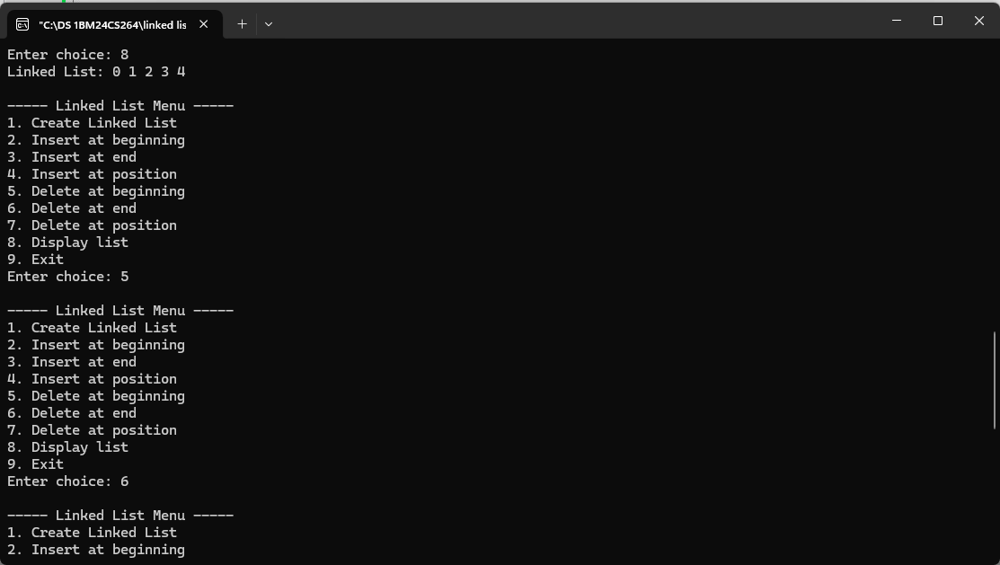 "C:\DS 1BM24CS264\linked lis
Enter choice: 8
Linked List: 0 1 2 3 4
----- Linked List Menu -----
1. Create Linked List
2. Insert at beginning
3. Insert at end
4. Insert at position
5. Delete at beginning
6. Delete at end
7. Delete at position
8. Display list
9. Exit
Enter choice: 5
----- Linked List Menu -----
1. Create Linked List
2. Insert at beginning
3. Insert at end
4. Insert at position
5. Delete at beginning
6. Delete at end
7. Delete at position
8. Display list
9. Exit
Enter choice: 6
----- Linked List Menu -----
1. Create Linked List
2. Insert at beginning